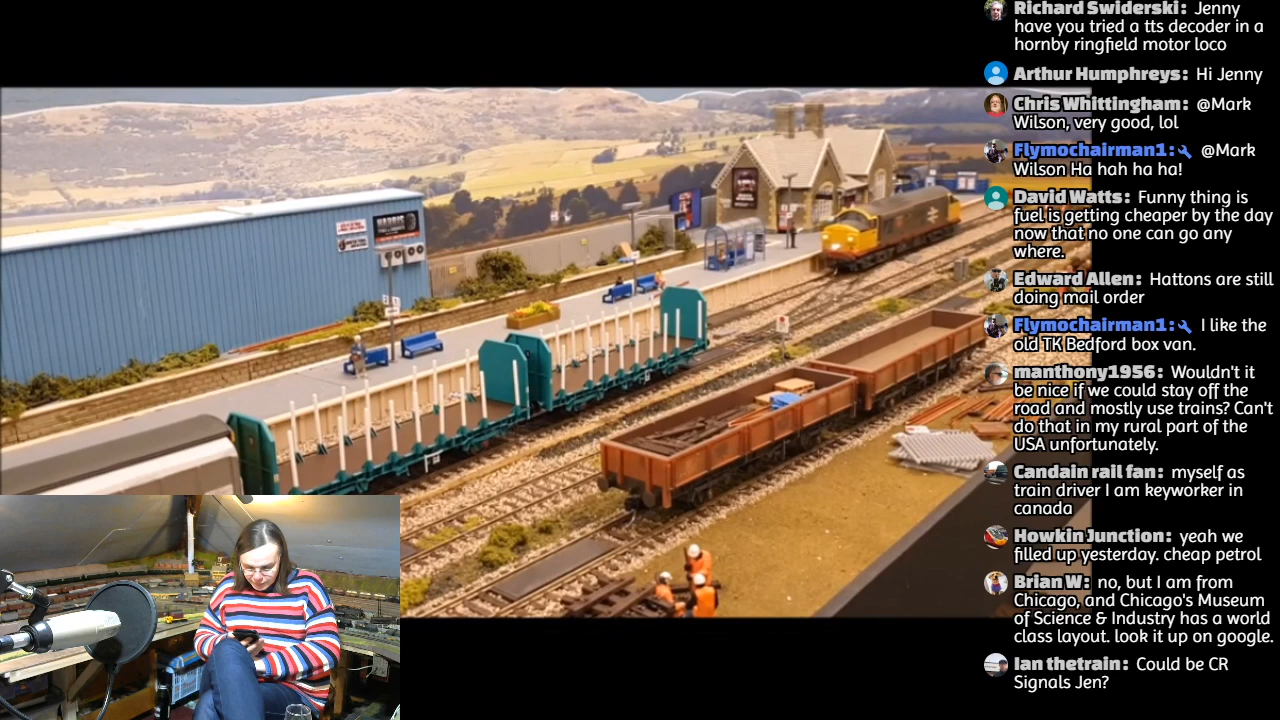 Richard Swiderski: Jenny
have you tried a tts decoder in a
hornby ringfield motor loco
Arthur Humphreys: Hi Jenny
Chris Whittingham: @Mark
Wilson, very good, lol
Flymochairman1: @Mark
Wilson Ha hah ha ha!
David Watts: Funny thing is
fuel is getting cheaper by the day
now that no one can go any
where.
Edward Allen: Hattons are still
doing mail order
Flymochairman1: I like the
old TK Bedford box van.
manthony1956: Wouldn't it
be nice if we could stay off the
road and mostly use trains? Can't
do that in my rural part of the
USA unfortunately.
Candain rail fan: myself as
train driver I am keyworker in
canada
Howkin Junction: yeah we
filled up yesterday. cheap petrol
Brian W: no, but I am from
Chicago, and Chicago's Museum
of Science & Industry has a world
class layout. look it up on google.
Ian thetrain: Could be CR
Signals Jen?
HARRIS